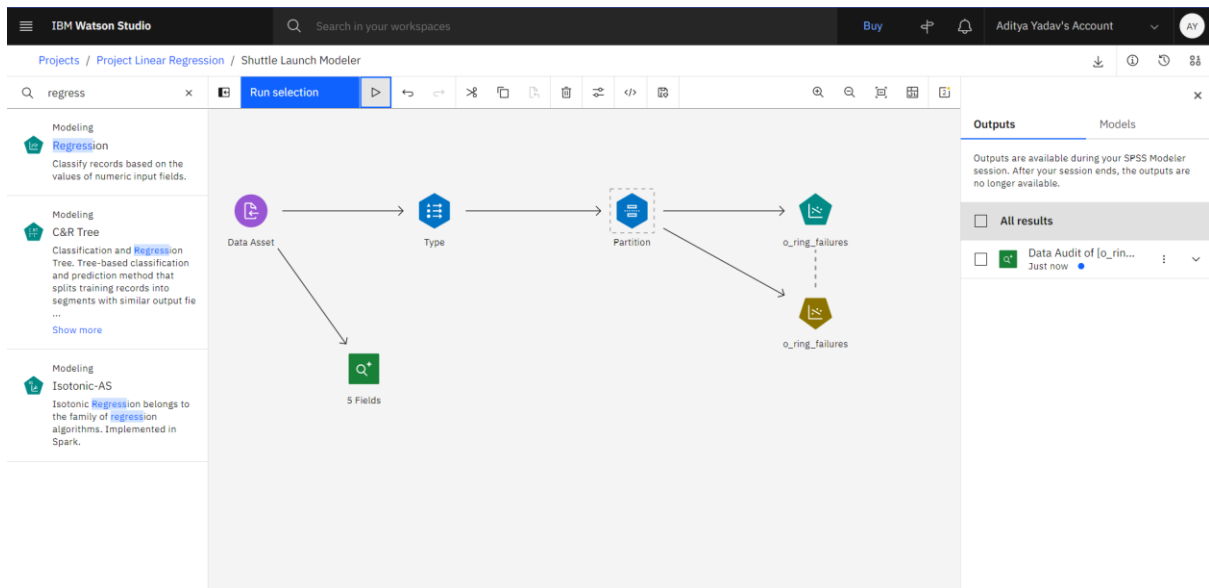 IBM Watson Studio
Search in your workspaces
Buy
Aditya Yadav's Account
AY
Projects / Project Linear Regression / Shuttle Launch Modeler
regress
Run selection
Modeling
Regression
Classify records based on the
values of numeric input fields.
Modeling
C&R Tree
Classification and Regression
Tree. Tree-based classification
and prediction method that
splits training records into
segments with similar output fie
...
Show more
Modeling
Isotonic-AS
Isotonic Regression belongs to
the family of regression
algorithms. Implemented in
Spark.
Data Asset
Type
Partition
o_ring_failures
o_ring_failures
5 Fields
Outputs
Models
Outputs are available during your SPSS Modeler
session. After your session ends, the outputs are
no longer available.
All results
Data Audit of [o_rin...
Just now